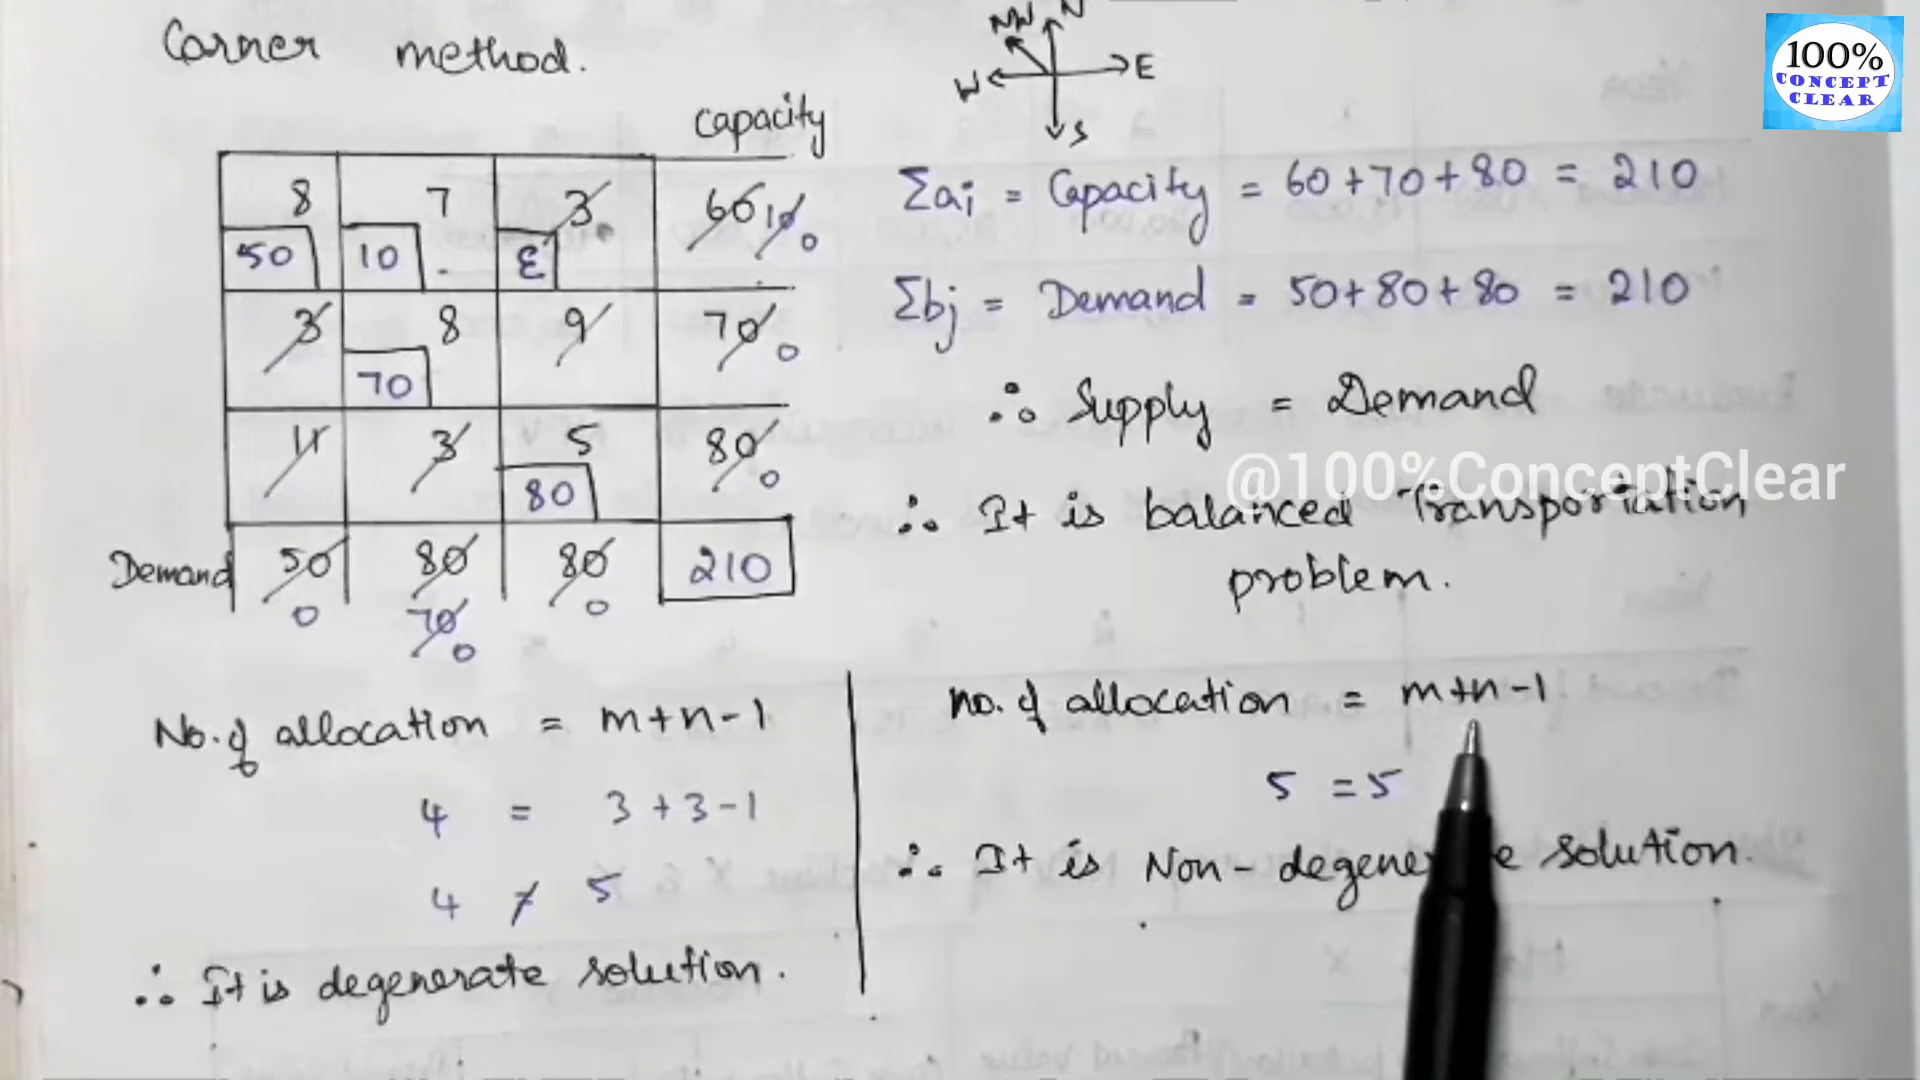 Corner method.
NW N
W E
S
100%
CONCEPT
CLEAR
capacity
8 7 3 60 10 0
50 10 ε
3 8 9 70 0
70
11 3 5 80 0
80
Demand 50 80 80 210
0 70 0
0
Σai = Capacity = 60+70+80 = 210
Σbj = Demand = 50+80+80 = 210
∴ Supply = Demand
@100%ConceptClear
∴ It is balanced Transportation
problem.
No. of allocation = m+n-1
4 = 3+3-1
4 ≠ 5
∴ It is degenerate solution.
no. of allocation = m+n-1
5 = 5
∴ It is Non-degenerate solution.